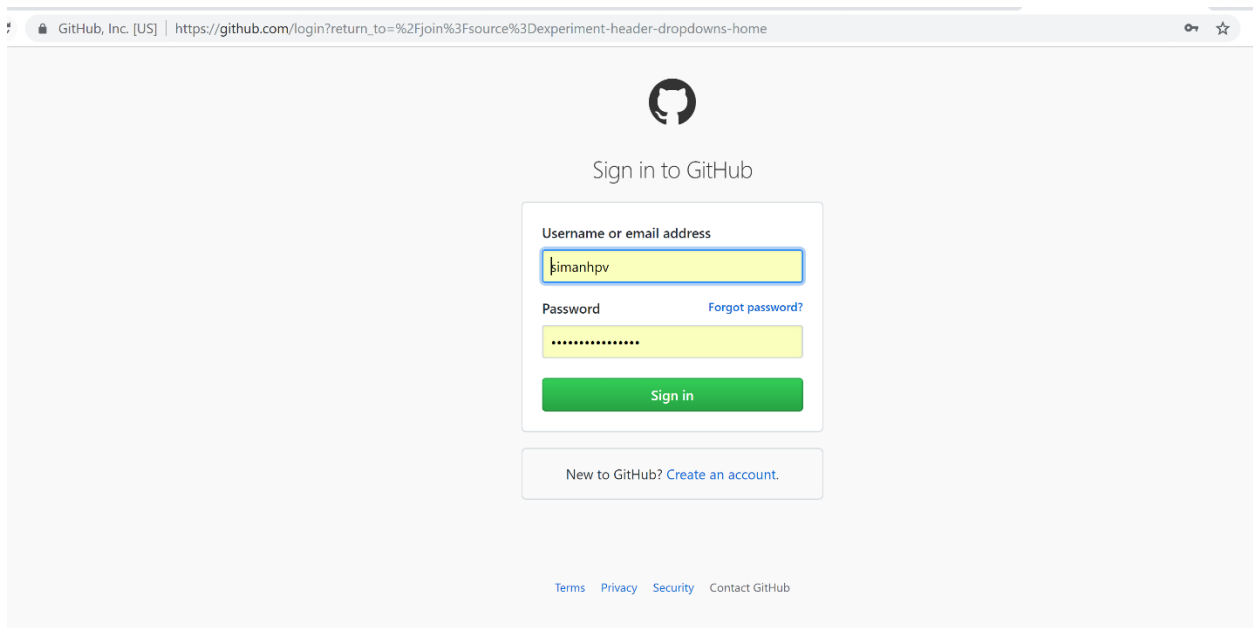 GitHub, Inc. [US] | https://github.com/login?return_to=%2Fjoin%3Fsource%3Dexperiment-header-dropdowns-home
Sign in to GitHub
Username or email address
simanhpv
Password Forgot password?
••••••••••••••••
Sign in
New to GitHub? Create an account.
Terms Privacy Security Contact GitHub